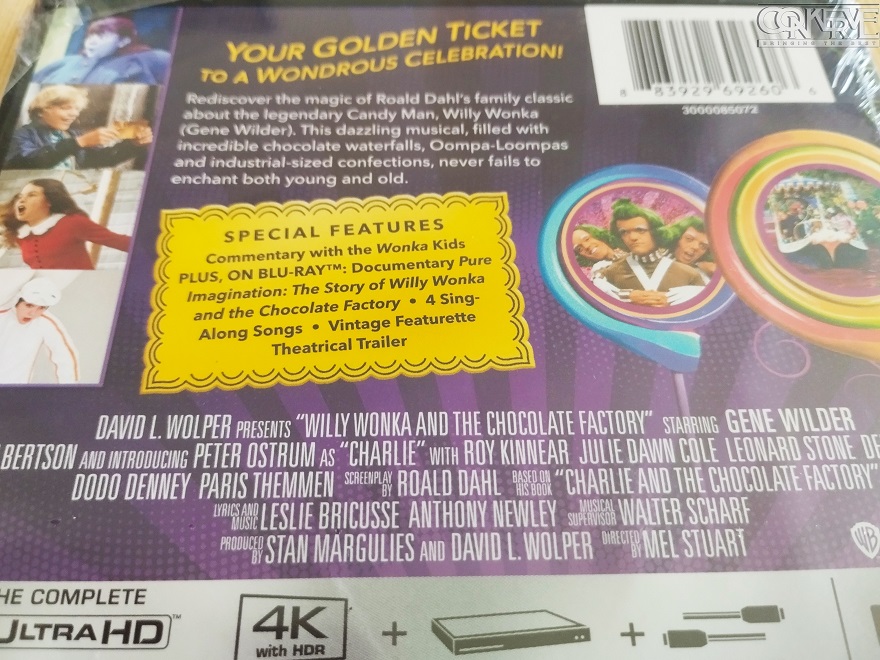 YOUR GOLDEN TICKET
TO A WONDROUS CELEBRATION!
Rediscover the magic of Roald Dahl's family classic
about the legendary Candy Man, Willy Wonka
(Gene Wilder). This dazzling musical, filled with
incredible chocolate waterfalls, Oompa-Loompas
and industrial-sized confections, never fails to
enchant both young and old.
8 83929 69260 6
3000085072
SPECIAL FEATURES
Commentary with the Wonka Kids
PLUS, ON BLU-RAY™: Documentary Pure
Imagination: The Story of Willy Wonka
and the Chocolate Factory • 4 Sing-
Along Songs • Vintage Featurette
Theatrical Trailer
DAVID L. WOLPER PRESENTS "WILLY WONKA AND THE CHOCOLATE FACTORY" STARRING GENE WILDER
BERTSON AND INTRODUCING PETER OSTRUM AS "CHARLIE" WITH ROY KINNEAR JULIE DAWN COLE LEONARD STONE DE
DODO DENNEY PARIS THEMMEN SCREENPLAY BY ROALD DAHL BASED ON HIS BOOK "CHARLIE AND THE CHOCOLATE FACTORY"
LYRICS AND MUSIC LESLIE BRICUSSE ANTHONY NEWLEY MUSICAL SUPERVISOR WALTER SCHARF
PRODUCED BY STAN MARGULIES AND DAVID L. WOLPER DIRECTED BY MEL STUART
WB
HE COMPLETE
ULTRA HD™
4K
with HDR
+ +